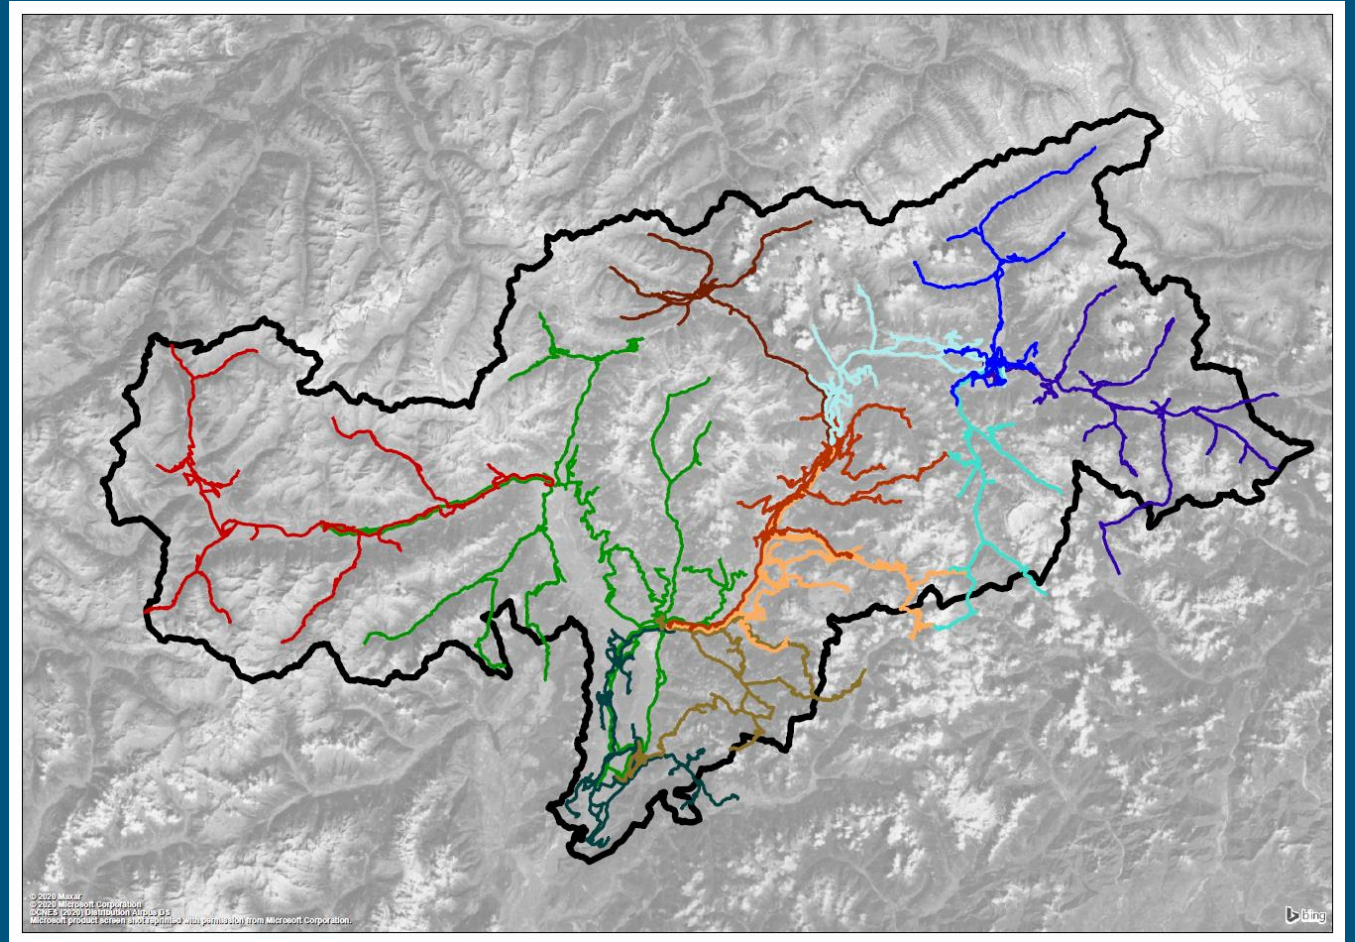 © 2020 Maxar
© 2020 Microsoft Corporation
©CNES (2020) Distribution Airbus DS
Microsoft product screen shot reprinted with permission from Microsoft Corporation.
bing